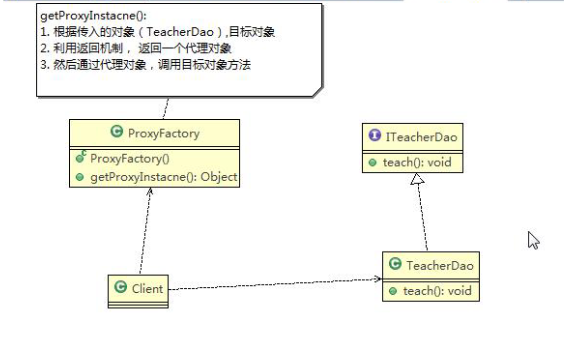 getProxyInstacne():
1. 根据传入的对象（TeacherDao）,目标对象
2. 利用返回机制， 返回一个代理对象
3. 然后通过代理对象，调用目标对象方法
C ProxyFactory
ProxyFactory()
getProxyInstacne(): Object
I ITeacherDao
teach(): void
C TeacherDao
teach(): void
C Client